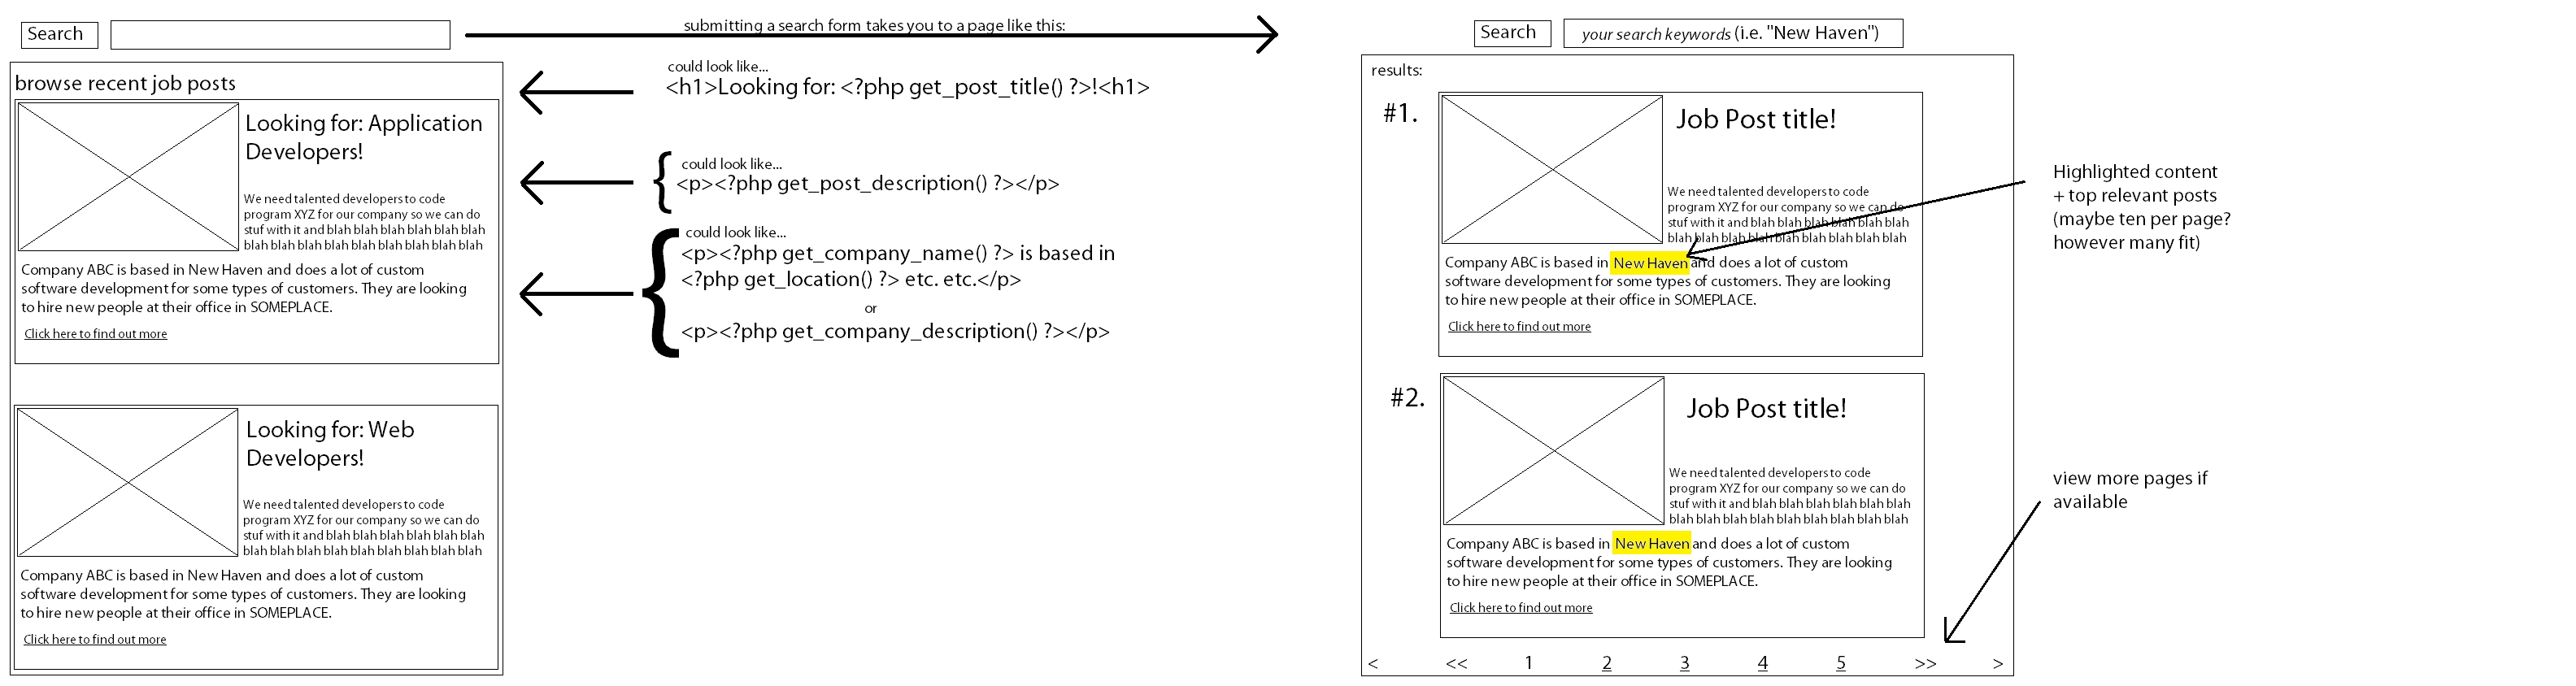 Search
submitting a search form takes you to a page like this:
browse recent job posts
Looking for: Application
Developers!
We need talented developers to code
program XYZ for our company so we can do
stuf with it and blah blah blah blah blah blah
blah blah blah blah blah blah blah blah blah
Company ABC is based in New Haven and does a lot of custom
software development for some types of customers. They are looking
to hire new people at their office in SOMEPLACE.
Click here to find out more
Looking for: Web
Developers!
We need talented developers to code
program XYZ for our company so we can do
stuf with it and blah blah blah blah blah blah
blah blah blah blah blah blah blah blah blah
Company ABC is based in New Haven and does a lot of custom
software development for some types of customers. They are looking
to hire new people at their office in SOMEPLACE.
Click here to find out more
could look like...
<h1>Looking for: <?php get_post_title() ?>!<h1>
could look like...
<p><?php get_post_description() ?></p>
could look like...
<p><?php get_company_name() ?> is based in
<?php get_location() ?> etc. etc.</p>
or
<p><?php get_company_description() ?></p>
Search
your search keywords (i.e. "New Haven")
results:
#1.
Job Post title!
We need talented developers to code
program XYZ for our company so we can do
stuf with it and blah blah blah blah blah blah
blah blah blah blah blah blah blah blah blah
Company ABC is based in New Haven and does a lot of custom
software development for some types of customers. They are looking
to hire new people at their office in SOMEPLACE.
Click here to find out more
#2.
Job Post title!
We need talented developers to code
program XYZ for our company so we can do
stuf with it and blah blah blah blah blah blah
blah blah blah blah blah blah blah blah blah
Company ABC is based in New Haven and does a lot of custom
software development for some types of customers. They are looking
to hire new people at their office in SOMEPLACE.
Click here to find out more
< << 1 2 3 4 5 >> >
Highlighted content
+ top relevant posts
(maybe ten per page?
however many fit)
view more pages if
available